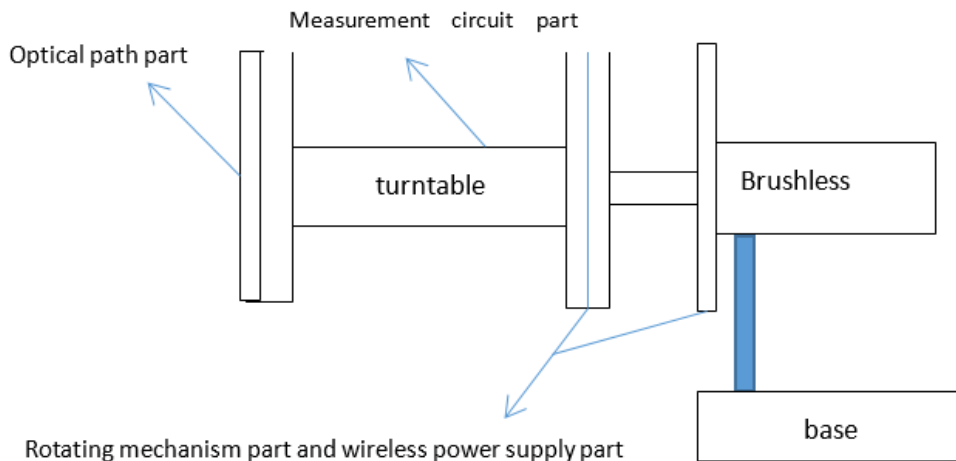 Measurement circuit part
Optical path part
turntable
Brushless
base
Rotating mechanism part and wireless power supply part